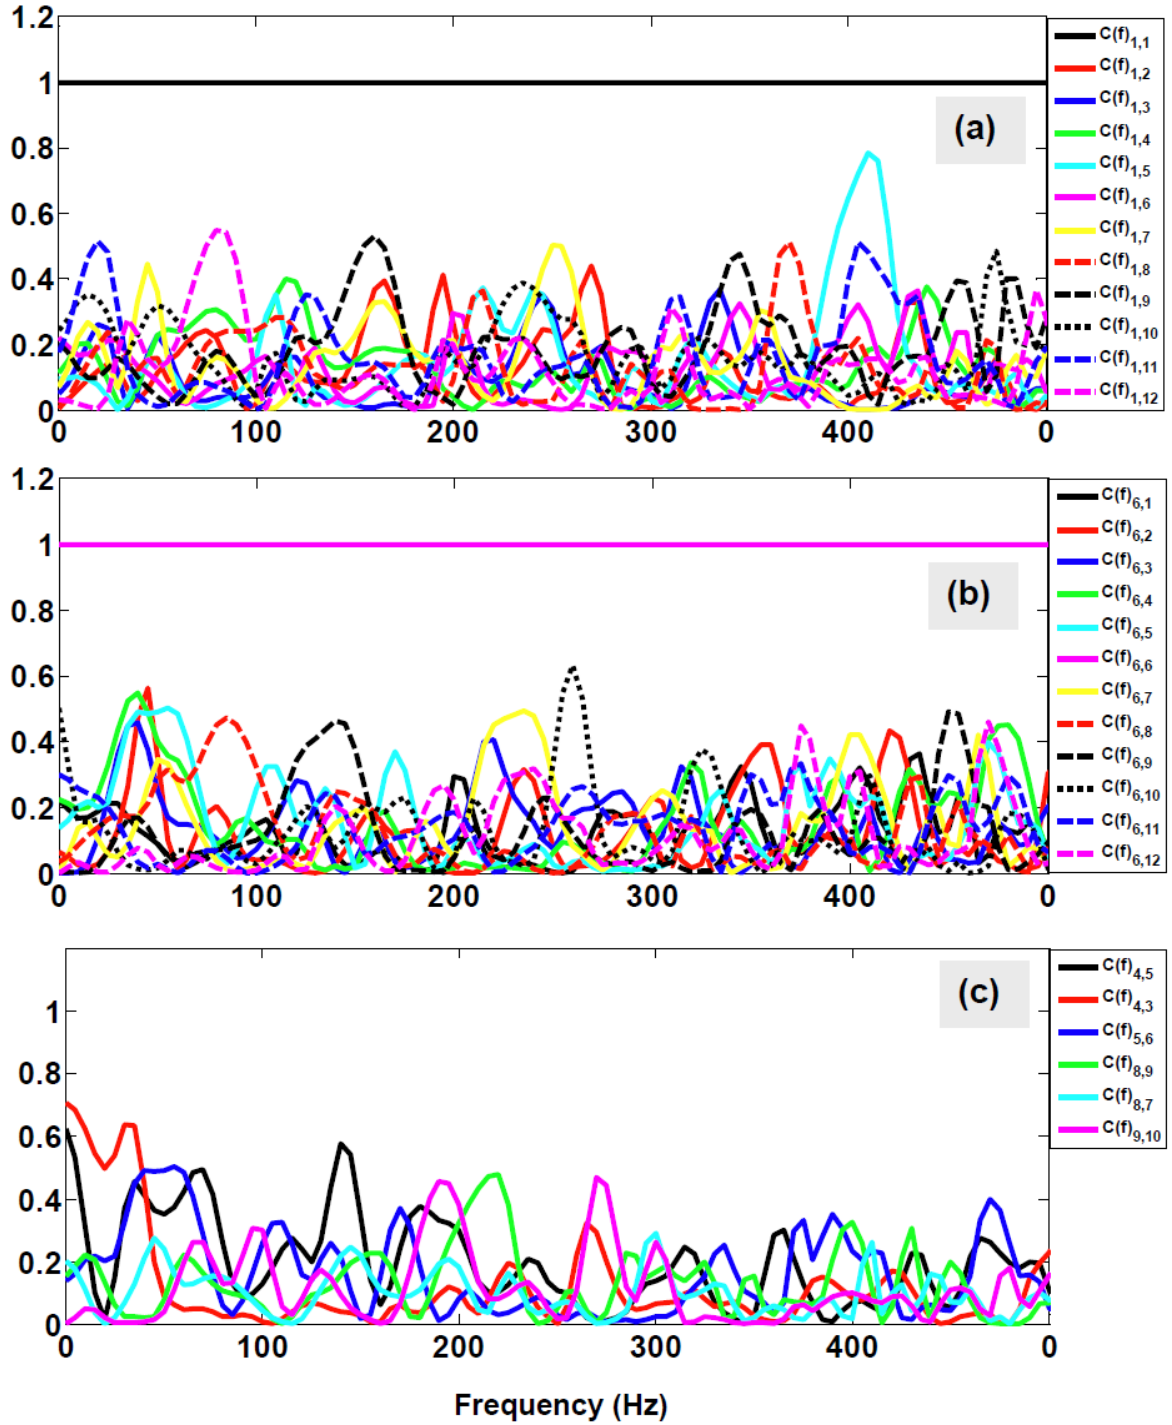 1.2
1
0.8
0.6
0.4
0.2
0
0 100 200 300 400 0
(a)
C(f)1,1
C(f)1,2
C(f)1,3
C(f)1,4
C(f)1,5
C(f)1,6
C(f)1,7
C(f)1,8
C(f)1,9
C(f)1,10
C(f)1,11
C(f)1,12
1.2
1
0.8
0.6
0.4
0.2
0
0 100 200 300 400 0
(b)
C(f)6,1
C(f)6,2
C(f)6,3
C(f)6,4
C(f)6,5
C(f)6,6
C(f)6,7
C(f)6,8
C(f)6,9
C(f)6,10
C(f)6,11
C(f)6,12
1
0.8
0.6
0.4
0.2
0
0 100 200 300 400 0
(c)
C(f)4,5
C(f)4,3
C(f)5,6
C(f)8,9
C(f)8,7
C(f)9,10
Frequency (Hz)